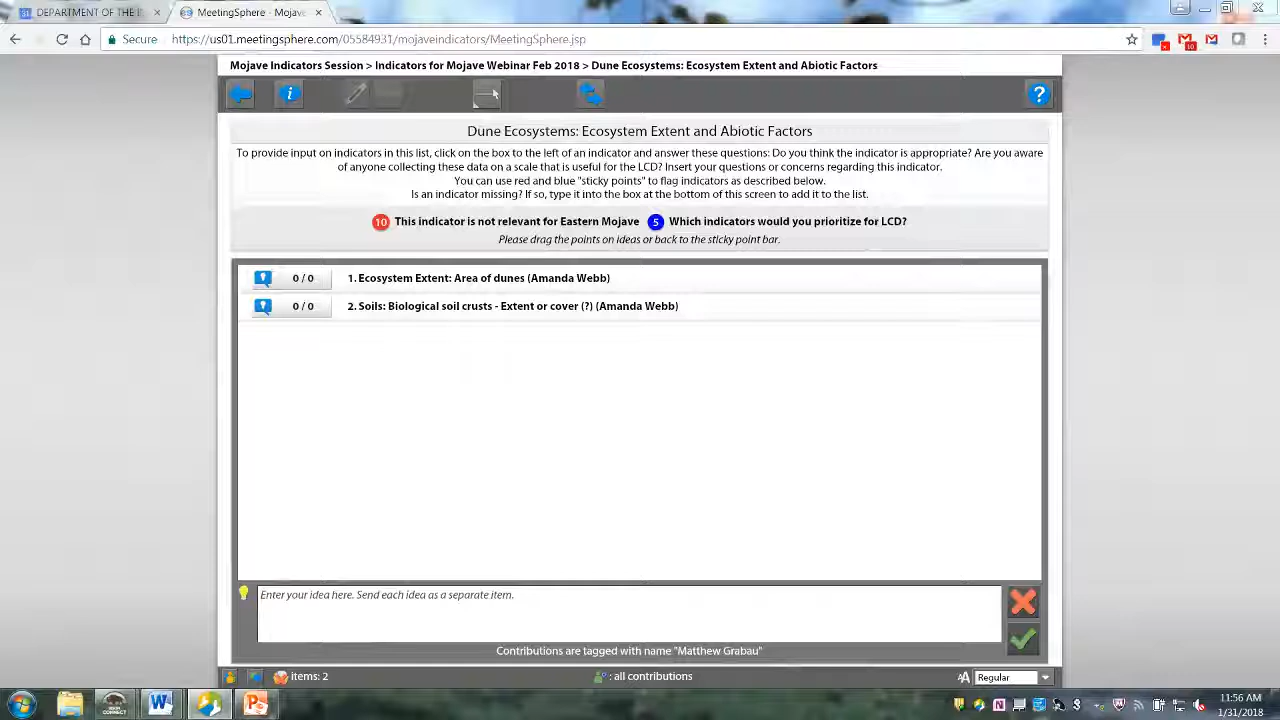 DEPARTMENT OF THE I
MeetingSphere - Mojave
Secure
https://us01.meetingsphere.com/05584931/mojaveindicators/MeetingSphere.jsp
Mojave Indicators Session > Indicators for Mojave Webinar Feb 2018 > Dune Ecosystems: Ecosystem Extent and Abiotic Factors
Dune Ecosystems: Ecosystem Extent and Abiotic Factors
To provide input on indicators in this list, click on the box to the left of an indicator and answer these questions: Do you think the indicator is appropriate? Are you aware
of anyone collecting these data on a scale that is useful for the LCD? Insert your questions or concerns regarding this indicator.
You can use red and blue "sticky points" to flag indicators as described below.
Is an indicator missing? If so, type it into the box at the bottom of this screen to add it to the list.
10 This indicator is not relevant for Eastern Mojave 5 Which indicators would you prioritize for LCD?
Please drag the points on ideas or back to the sticky point bar.
0 / 0 1. Ecosystem Extent: Area of dunes (Amanda Webb)
0 / 0 2. Soils: Biological soil crusts - Extent or cover (?) (Amanda Webb)
Enter your idea here. Send each idea as a separate item.
Contributions are tagged with name "Matthew Grabau"
items: 2
: all contributions
AA Regular
11:56 AM
1/31/2018